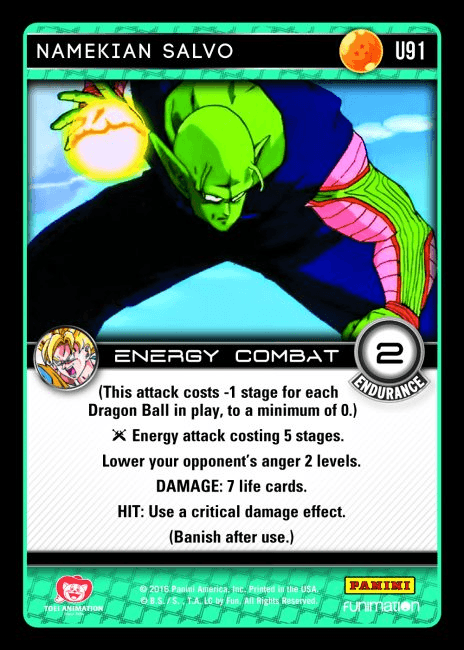 NAMEKIAN SALVO
U91
ENERGY COMBAT
2
ENDURANCE
(This attack costs -1 stage for each
Dragon Ball in play, to a minimum of 0.)
Energy attack costing 5 stages.
Lower your opponent's anger 2 levels.
DAMAGE: 7 life cards.
HIT: Use a critical damage effect.
(Banish after use.)
TOEI ANIMATION
© 2016 Panini America, Inc. Printed in the USA.
© B.S./S., T.A. LC by Fun. All Rights Reserved.
PANINI
FUNIMATION